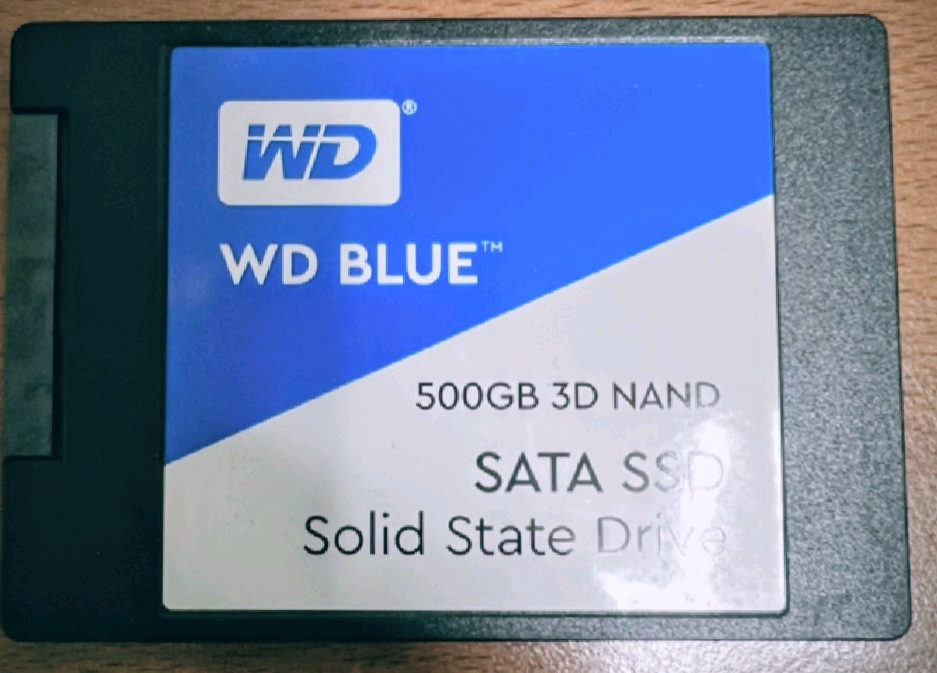 WD®
WD BLUE™
500GB 3D NAND
SATA SSD
Solid State Drive